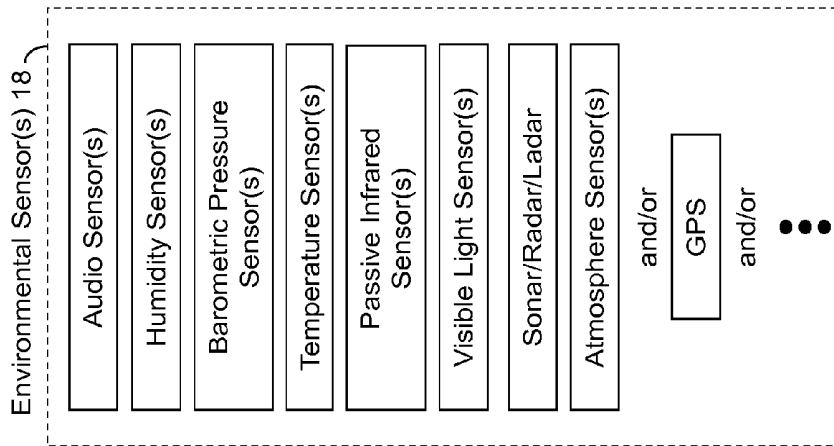 Environmental Sensor(s) 18
Audio Sensor(s)
Humidity Sensor(s)
Barometric Pressure
Sensor(s)
Temperature Sensor(s)
Passive Infrared
Sensor(s)
Visible Light Sensor(s)
Sonar/Radar/Ladar
Atmosphere Sensor(s)
and/or
GPS
and/or